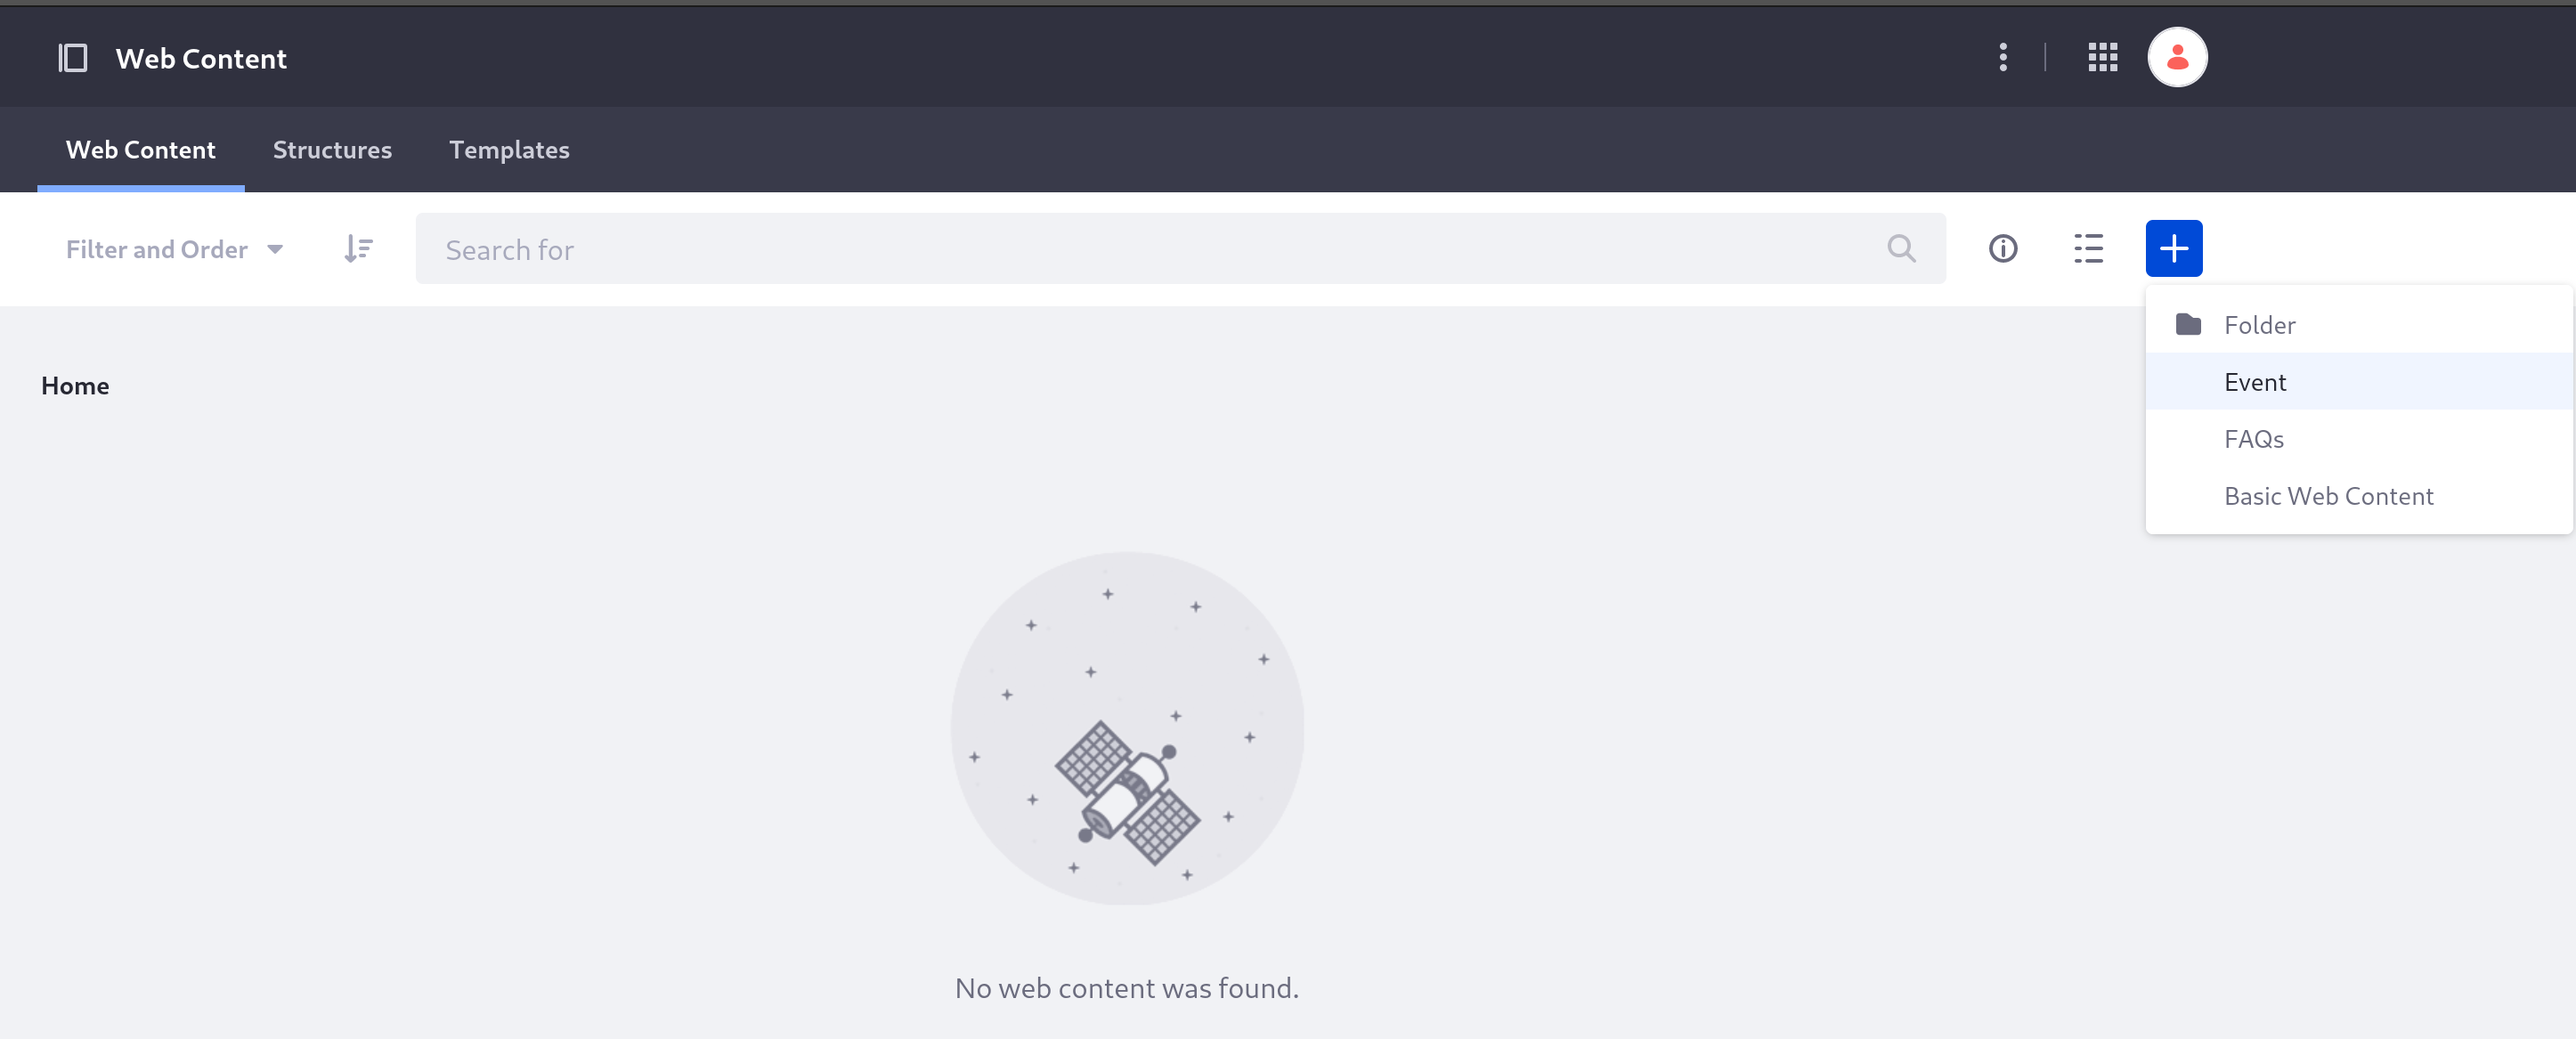 Web Content
Web Content Structures Templates
Filter and Order Search for
Folder
Event
FAQs
Basic Web Content
Home
No web content was found.